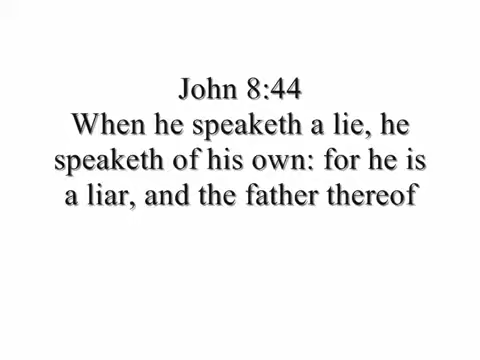 John 8:44
When he speaketh a lie, he
speaketh of his own: for he is
a liar, and the father thereof